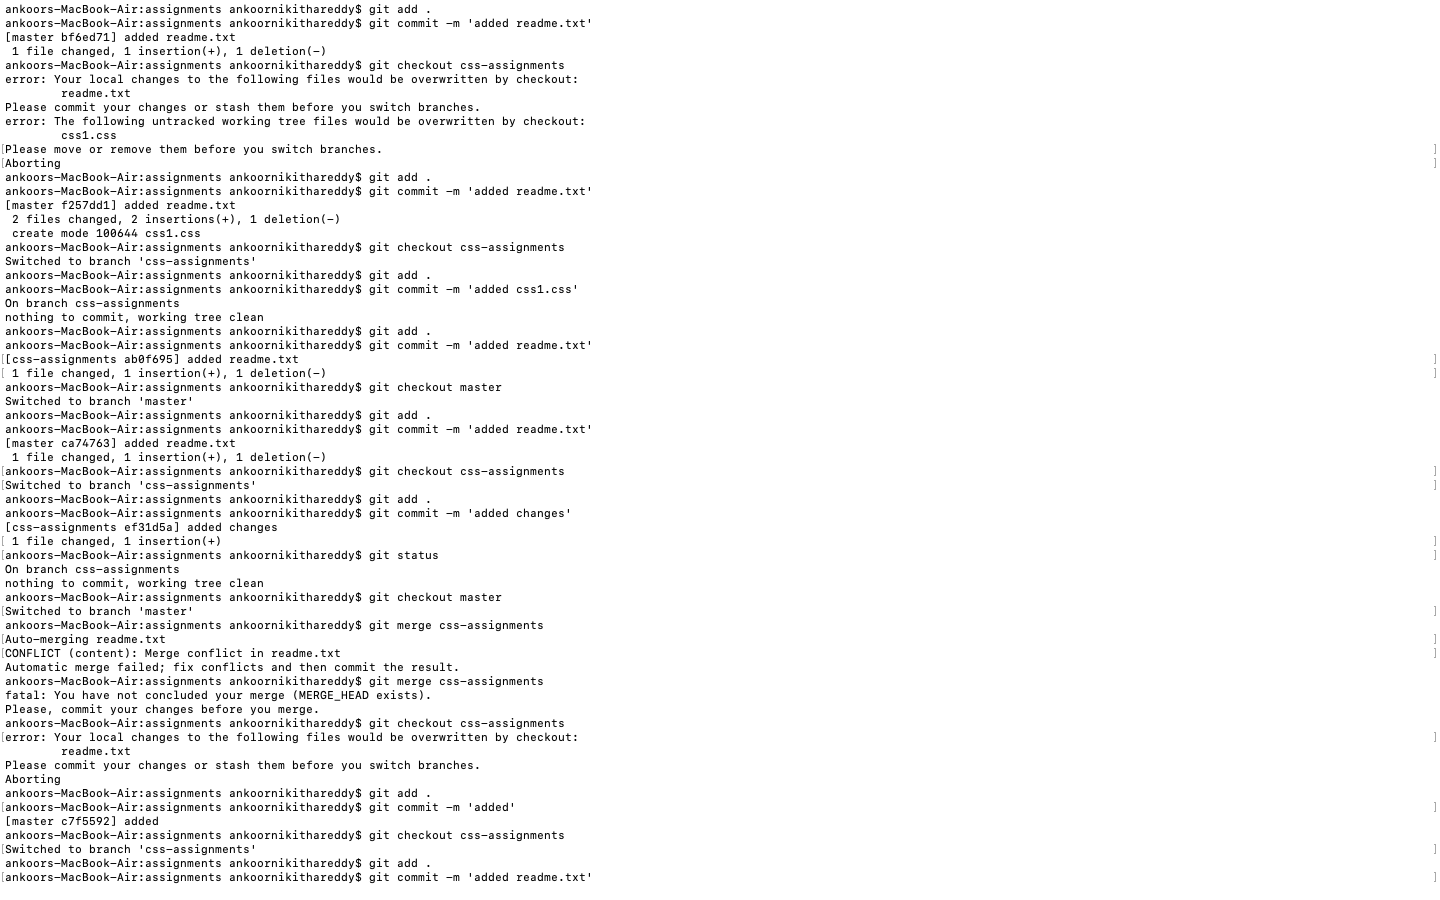 ankoors-MacBook-Air:assignments ankoornikithareddy$ git add .
ankoors-MacBook-Air:assignments ankoornikithareddy$ git commit -m 'added readme.txt'
[master bf6ed71] added readme.txt
 1 file changed, 1 insertion(+), 1 deletion(-)
ankoors-MacBook-Air:assignments ankoornikithareddy$ git checkout css-assignments
error: Your local changes to the following files would be overwritten by checkout:
        readme.txt
Please commit your changes or stash them before you switch branches.
error: The following untracked working tree files would be overwritten by checkout:
        css1.css
[Please move or remove them before you switch branches. ]
[Aborting ]
ankoors-MacBook-Air:assignments ankoornikithareddy$ git add .
ankoors-MacBook-Air:assignments ankoornikithareddy$ git commit -m 'added readme.txt'
[master f257dd1] added readme.txt
 2 files changed, 2 insertions(+), 1 deletion(-)
 create mode 100644 css1.css
ankoors-MacBook-Air:assignments ankoornikithareddy$ git checkout css-assignments
Switched to branch 'css-assignments'
ankoors-MacBook-Air:assignments ankoornikithareddy$ git add .
ankoors-MacBook-Air:assignments ankoornikithareddy$ git commit -m 'added css1.css'
On branch css-assignments
nothing to commit, working tree clean
ankoors-MacBook-Air:assignments ankoornikithareddy$ git add .
ankoors-MacBook-Air:assignments ankoornikithareddy$ git commit -m 'added readme.txt'
[[css-assignments ab0f695] added readme.txt ]
[ 1 file changed, 1 insertion(+), 1 deletion(-) ]
ankoors-MacBook-Air:assignments ankoornikithareddy$ git checkout master
Switched to branch 'master'
ankoors-MacBook-Air:assignments ankoornikithareddy$ git add .
ankoors-MacBook-Air:assignments ankoornikithareddy$ git commit -m 'added readme.txt'
[master ca74763] added readme.txt
 1 file changed, 1 insertion(+), 1 deletion(-)
[ankoors-MacBook-Air:assignments ankoornikithareddy$ git checkout css-assignments ]
[Switched to branch 'css-assignments' ]
ankoors-MacBook-Air:assignments ankoornikithareddy$ git add .
ankoors-MacBook-Air:assignments ankoornikithareddy$ git commit -m 'added changes'
[css-assignments ef31d5a] added changes
[ 1 file changed, 1 insertion(+) ]
[ankoors-MacBook-Air:assignments ankoornikithareddy$ git status ]
On branch css-assignments
nothing to commit, working tree clean
ankoors-MacBook-Air:assignments ankoornikithareddy$ git checkout master
[Switched to branch 'master' ]
ankoors-MacBook-Air:assignments ankoornikithareddy$ git merge css-assignments
[Auto-merging readme.txt ]
[CONFLICT (content): Merge conflict in readme.txt ]
Automatic merge failed; fix conflicts and then commit the result.
ankoors-MacBook-Air:assignments ankoornikithareddy$ git merge css-assignments
fatal: You have not concluded your merge (MERGE_HEAD exists).
Please, commit your changes before you merge.
ankoors-MacBook-Air:assignments ankoornikithareddy$ git checkout css-assignments
[error: Your local changes to the following files would be overwritten by checkout: ]
        readme.txt
Please commit your changes or stash them before you switch branches.
Aborting
ankoors-MacBook-Air:assignments ankoornikithareddy$ git add .
[ankoors-MacBook-Air:assignments ankoornikithareddy$ git commit -m 'added' ]
[master c7f5592] added
ankoors-MacBook-Air:assignments ankoornikithareddy$ git checkout css-assignments
[Switched to branch 'css-assignments' ]
ankoors-MacBook-Air:assignments ankoornikithareddy$ git add .
[ankoors-MacBook-Air:assignments ankoornikithareddy$ git commit -m 'added readme.txt' ]